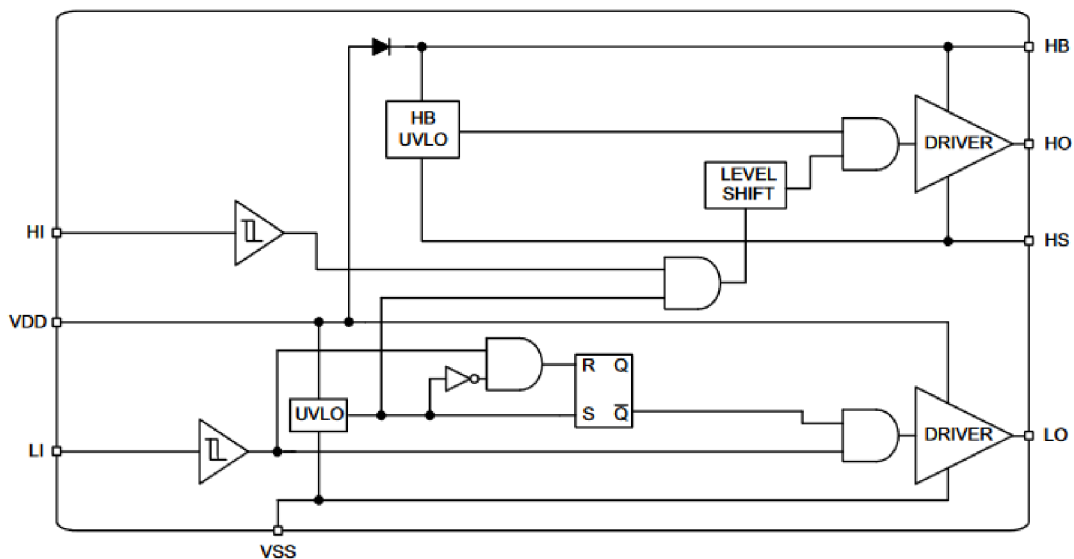 HB
HB
UVLO
DRIVER
HO
LEVEL
SHIFT
HI
HS
VDD
R Q
UVLO
S Q̅
DRIVER
LO
LI
VSS